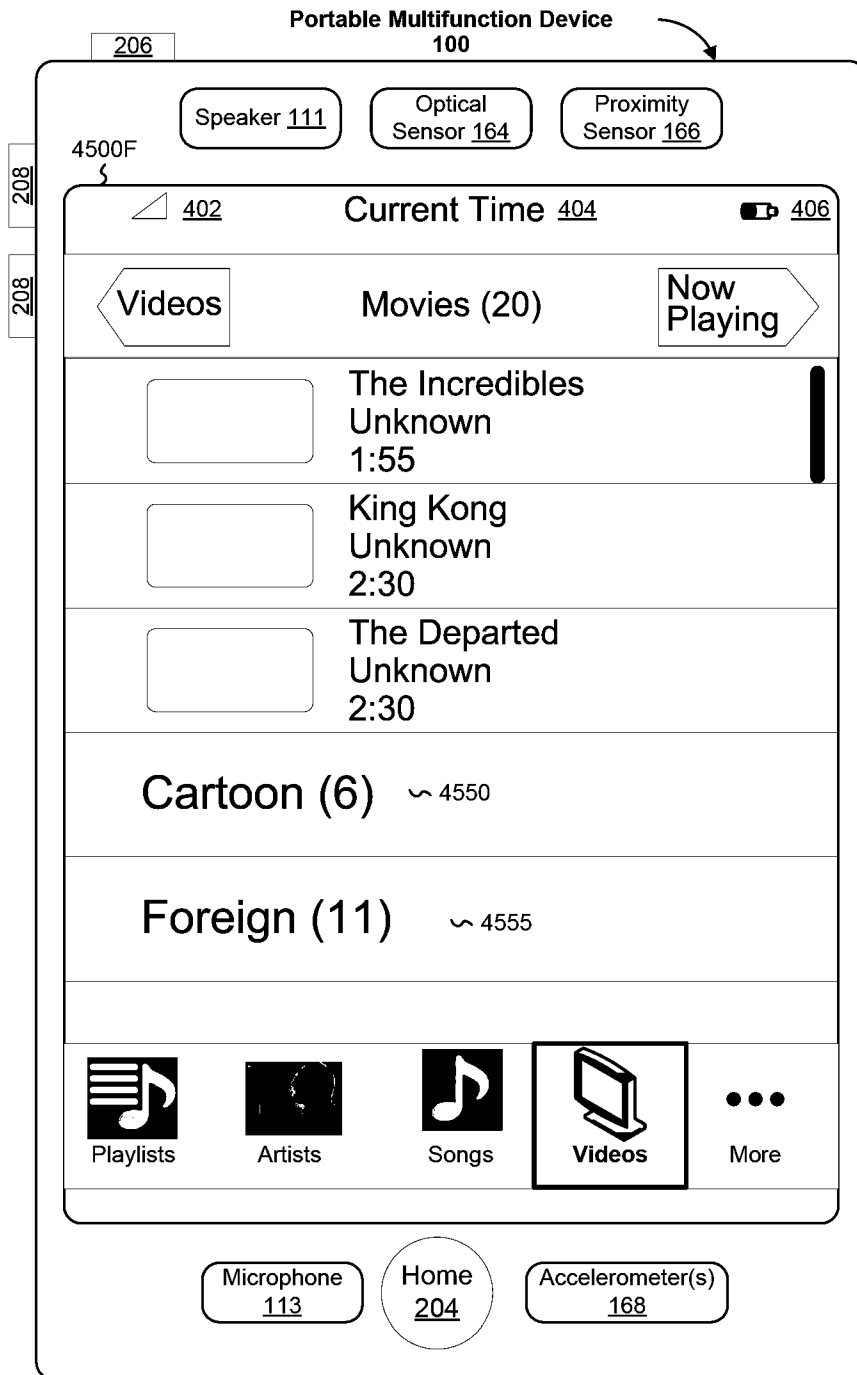 Portable Multifunction Device
100
206
Speaker 111
Optical
Sensor 164
Proximity
Sensor 166
4500F
208
208
402
Current Time 404
406
Videos
Movies (20)
Now
Playing
The Incredibles
Unknown
1:55
King Kong
Unknown
2:30
The Departed
Unknown
2:30
Cartoon (6)
4550
Foreign (11)
4555
Playlists
Artists
Songs
Videos
More
Microphone
113
Home
204
Accelerometer(s)
168